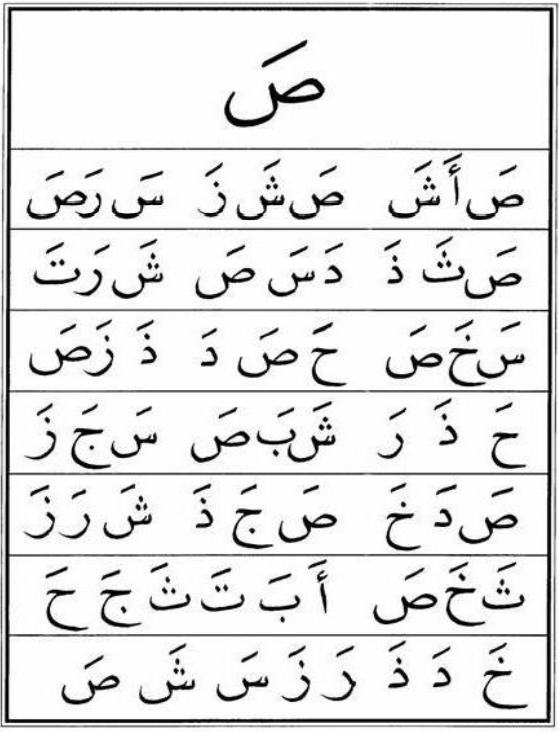 صَ
صَ أَ شَ صَ شَ زَ سَ رَ صَ
صَ ثَ ذَ دَ سَ صَ شَ رَ تَ
سَ خَ صَ حَ صَ دَ ذَ زَ صَ
حَ ذَ رَ شَ بَ صَ سَ جَ زَ
صَ دَ خَ صَ جَ ذَ شَ رَ زَ
ثَ خَ صَ أَ بَ تَ ثَ جَ حَ
خَ دَ ذَ رَ زَ سَ شَ صَ